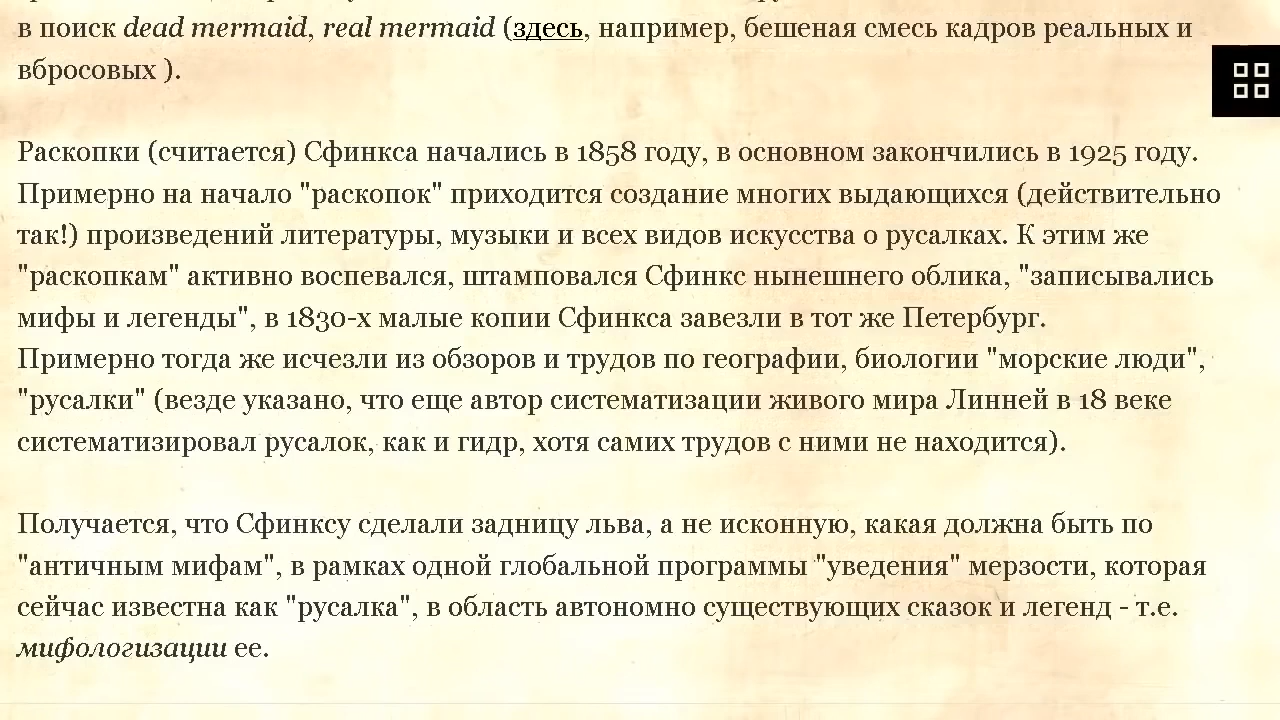 в поиск dead mermaid, real mermaid (здесь, например, бешеная смесь кадров реальных и
вбросовых ).
Раскопки (считается) Сфинкса начались в 1858 году, в основном закончились в 1925 году.
Примерно на начало "раскопок" приходится создание многих выдающихся (действительно
так!) произведений литературы, музыки и всех видов искусства о русалках. К этим же
"раскопкам" активно воспевался, штамповался Сфинкс нынешнего облика, "записывались
мифы и легенды", в 1830-х малые копии Сфинкса завезли в тот же Петербург.
Примерно тогда же исчезли из обзоров и трудов по географии, биологии "морские люди",
"русалки" (везде указано, что еще автор систематизации живого мира Линней в 18 веке
систематизировал русалок, как и гидр, хотя самих трудов с ними не находится).
Получается, что Сфинксу сделали задницу льва, а не исконную, какая должна быть по
"античным мифам", в рамках одной глобальной программы "уведения" мерзости, которая
сейчас известна как "русалка", в область автономно существующих сказок и легенд - т.е.
мифологизации ее.